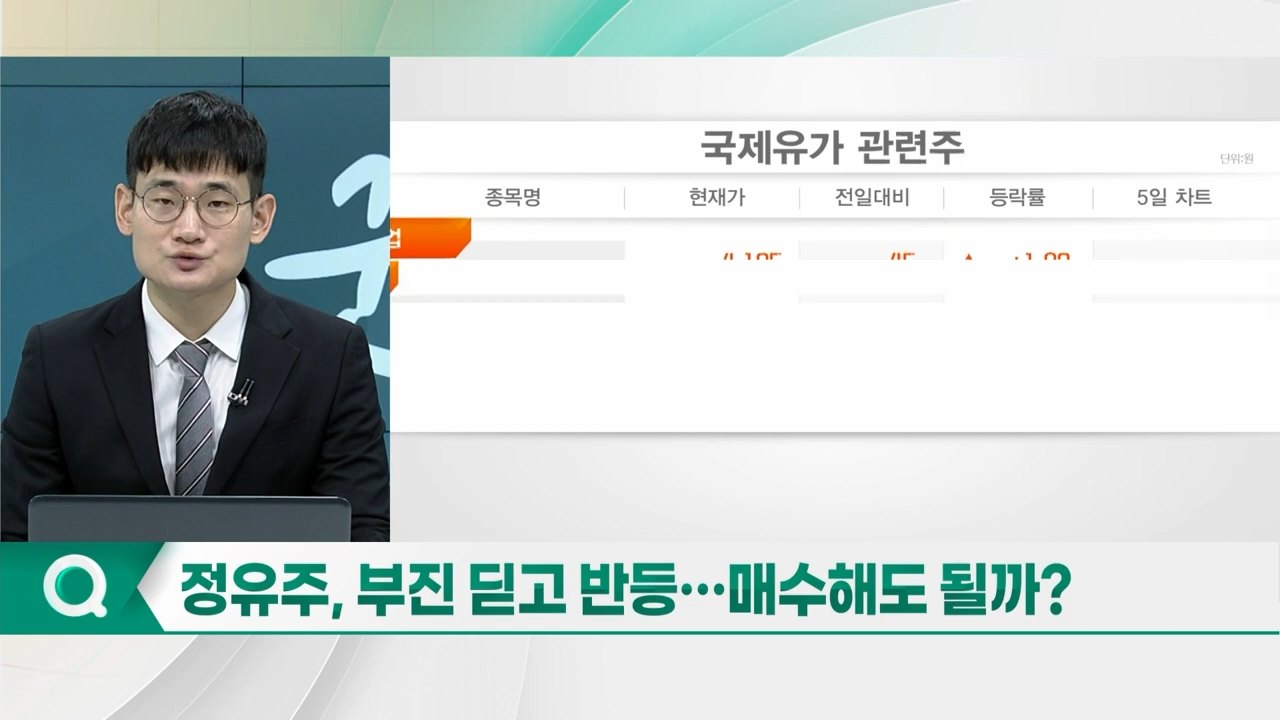 국제유가 관련주
단위:원
종목명 현재가 전일대비 등락률 5일 차트
정유주, 부진 딛고 반등…매수해도 될까?